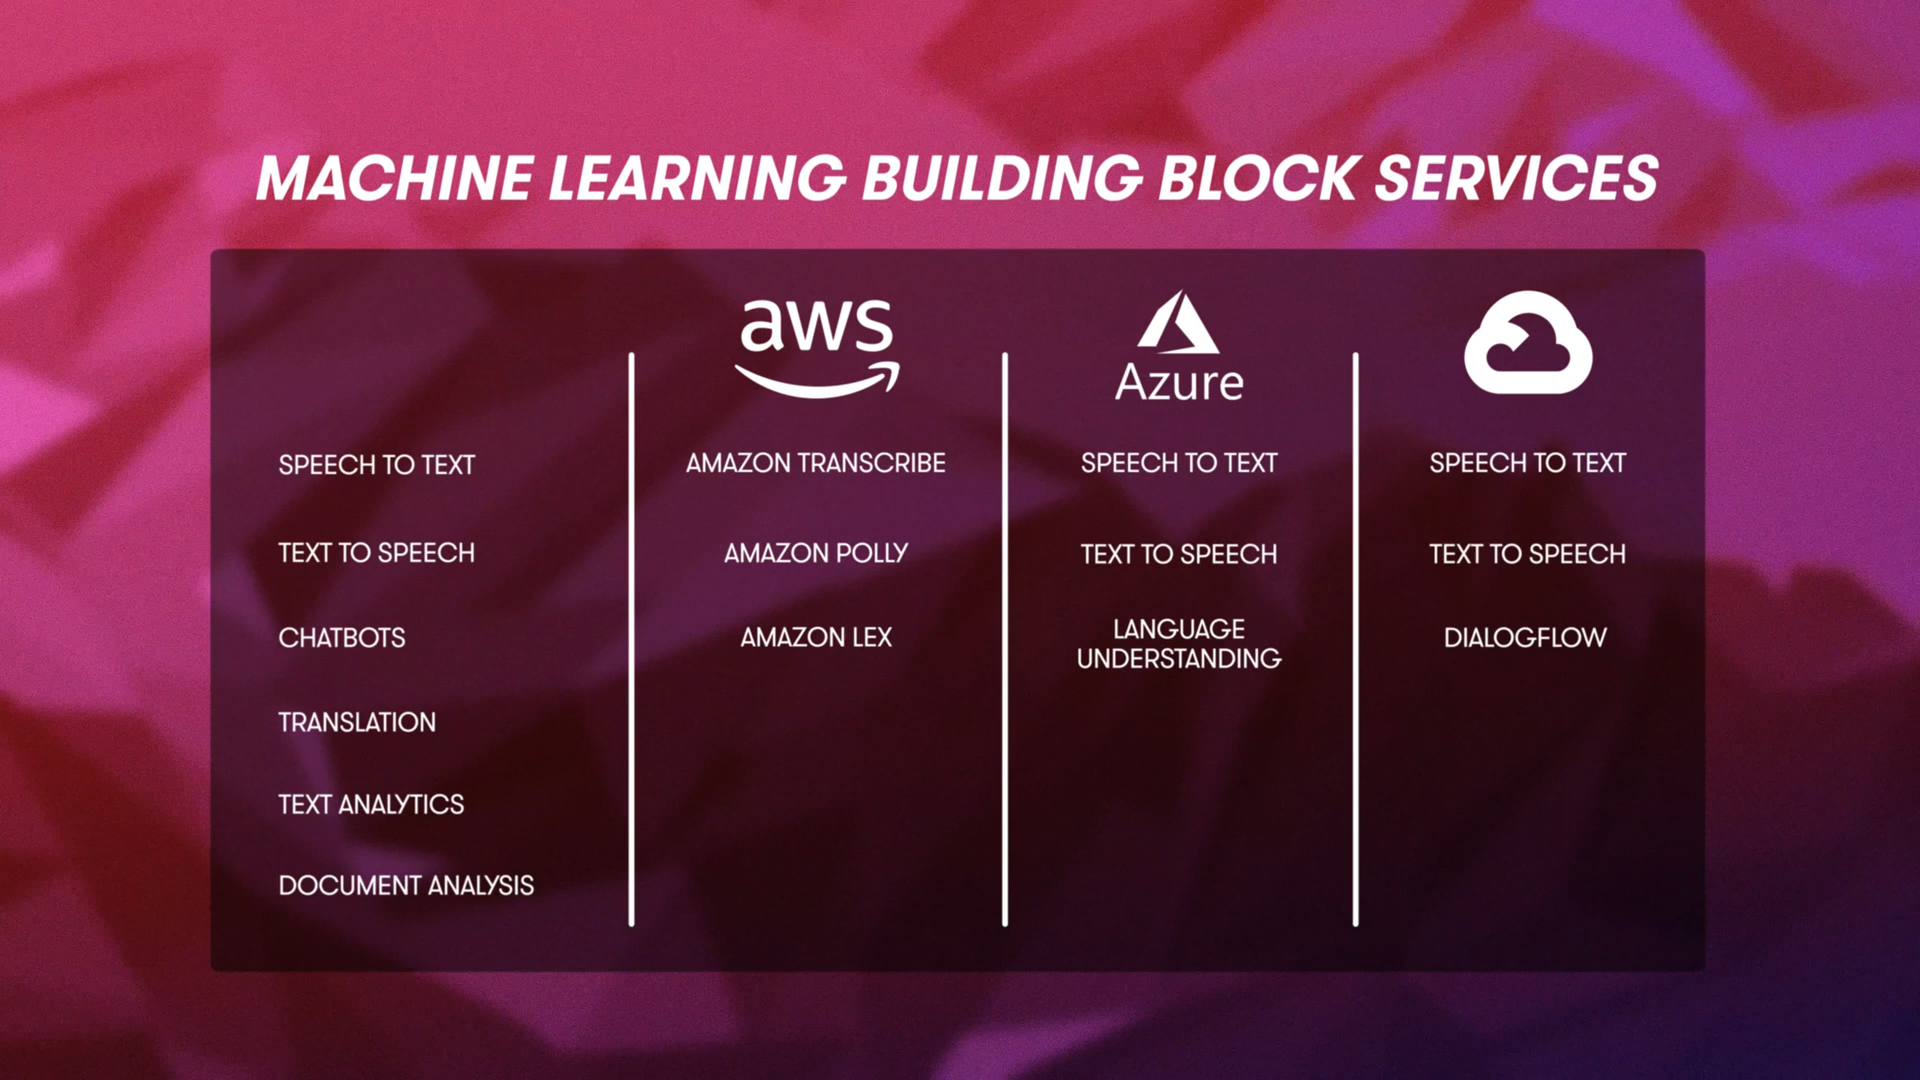 MACHINE LEARNING BUILDING BLOCK SERVICES
aws
Azure
SPEECH TO TEXT
AMAZON TRANSCRIBE
SPEECH TO TEXT
SPEECH TO TEXT
TEXT TO SPEECH
AMAZON POLLY
TEXT TO SPEECH
TEXT TO SPEECH
CHATBOTS
AMAZON LEX
LANGUAGE
UNDERSTANDING
DIALOGFLOW
TRANSLATION
TEXT ANALYTICS
DOCUMENT ANALYSIS